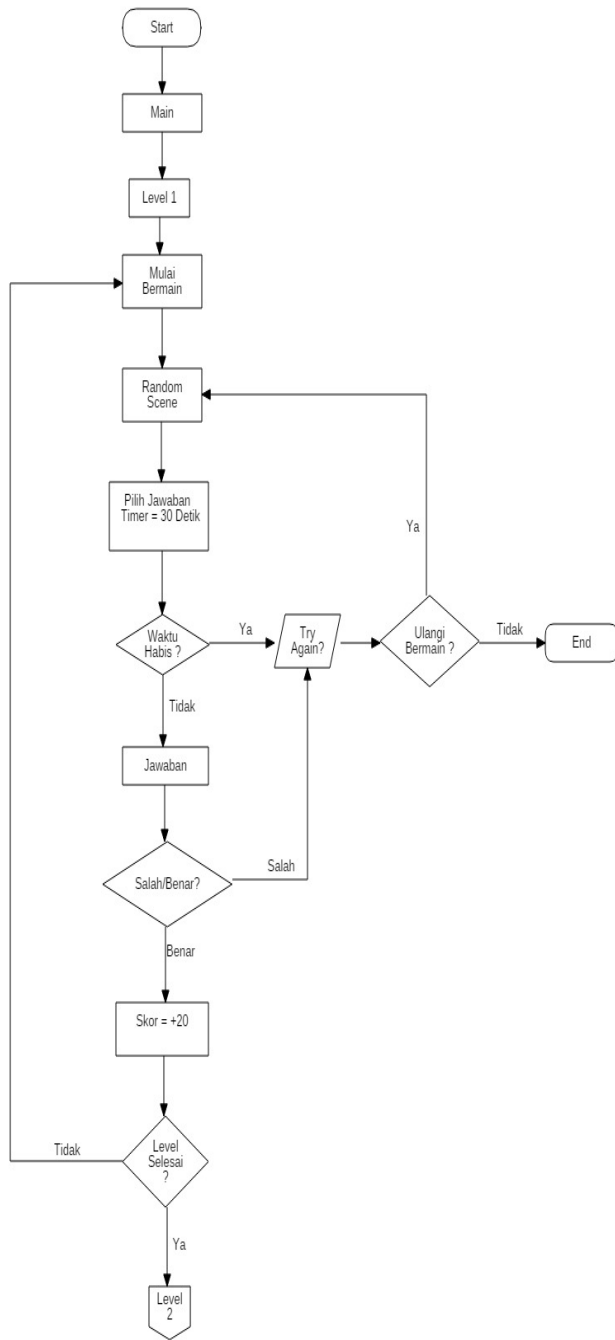 Start
Main
Level 1
Mulai
Bermain
Random
Scene
Pilih Jawaban
Timer = 30 Detik
Ya
Waktu
Habis ?
Ya
Try
Again?
Ulangi
Bermain ?
Tidak
End
Tidak
Jawaban
Salah/Benar?
Salah
Benar
Skor = +20
Level
Selesai
?
Tidak
Ya
Level
2